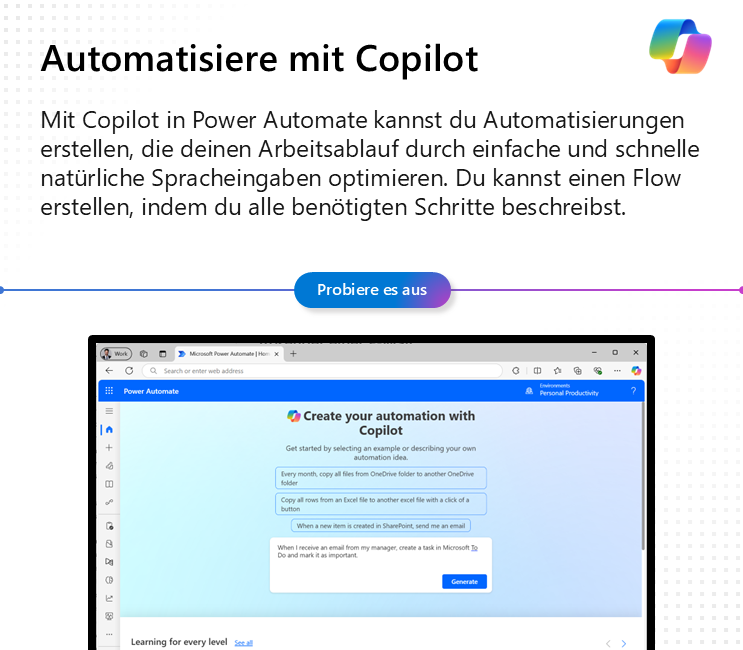 Automatisiere mit Copilot
Mit Copilot in Power Automate kannst du Automatisierungen
erstellen, die deinen Arbeitsablauf durch einfache und schnelle
natürliche Spracheingaben optimieren. Du kannst einen Flow
erstellen, indem du alle benötigten Schritte beschreibst.
Probiere es aus
Work
Microsoft Power Automate | Hom
Search or enter web address
Power Automate
Environments
Personal Productivity
?
Create your automation with
Copilot
Get started by selecting an example or describing your own
automation idea.
Every month, copy all files from OneDrive folder to another OneDrive
folder
Copy all rows from an Excel file to another excel file with a click of a
button
When a new item is created in SharePoint, send me an email
When I receive an email from my manager, create a task in Microsoft To
Do and mark it as important.
Generate
Learning for every level
See all